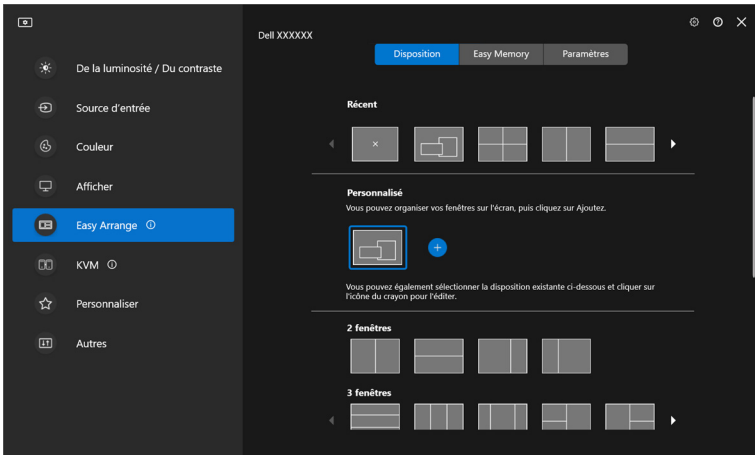 Dell XXXXXX
De la luminosité / Du contraste
Source d'entrée
Couleur
Afficher
Easy Arrange
KVM
Personnaliser
Autres
Disposition
Easy Memory
Paramètres
Récent
Personnalisé
Vous pouvez organiser vos fenêtres sur l'écran, puis cliquez sur Ajoutez.
Vous pouvez également sélectionner la disposition existante ci-dessous et cliquer sur
l'icône du crayon pour l'éditer.
2 fenêtres
3 fenêtres